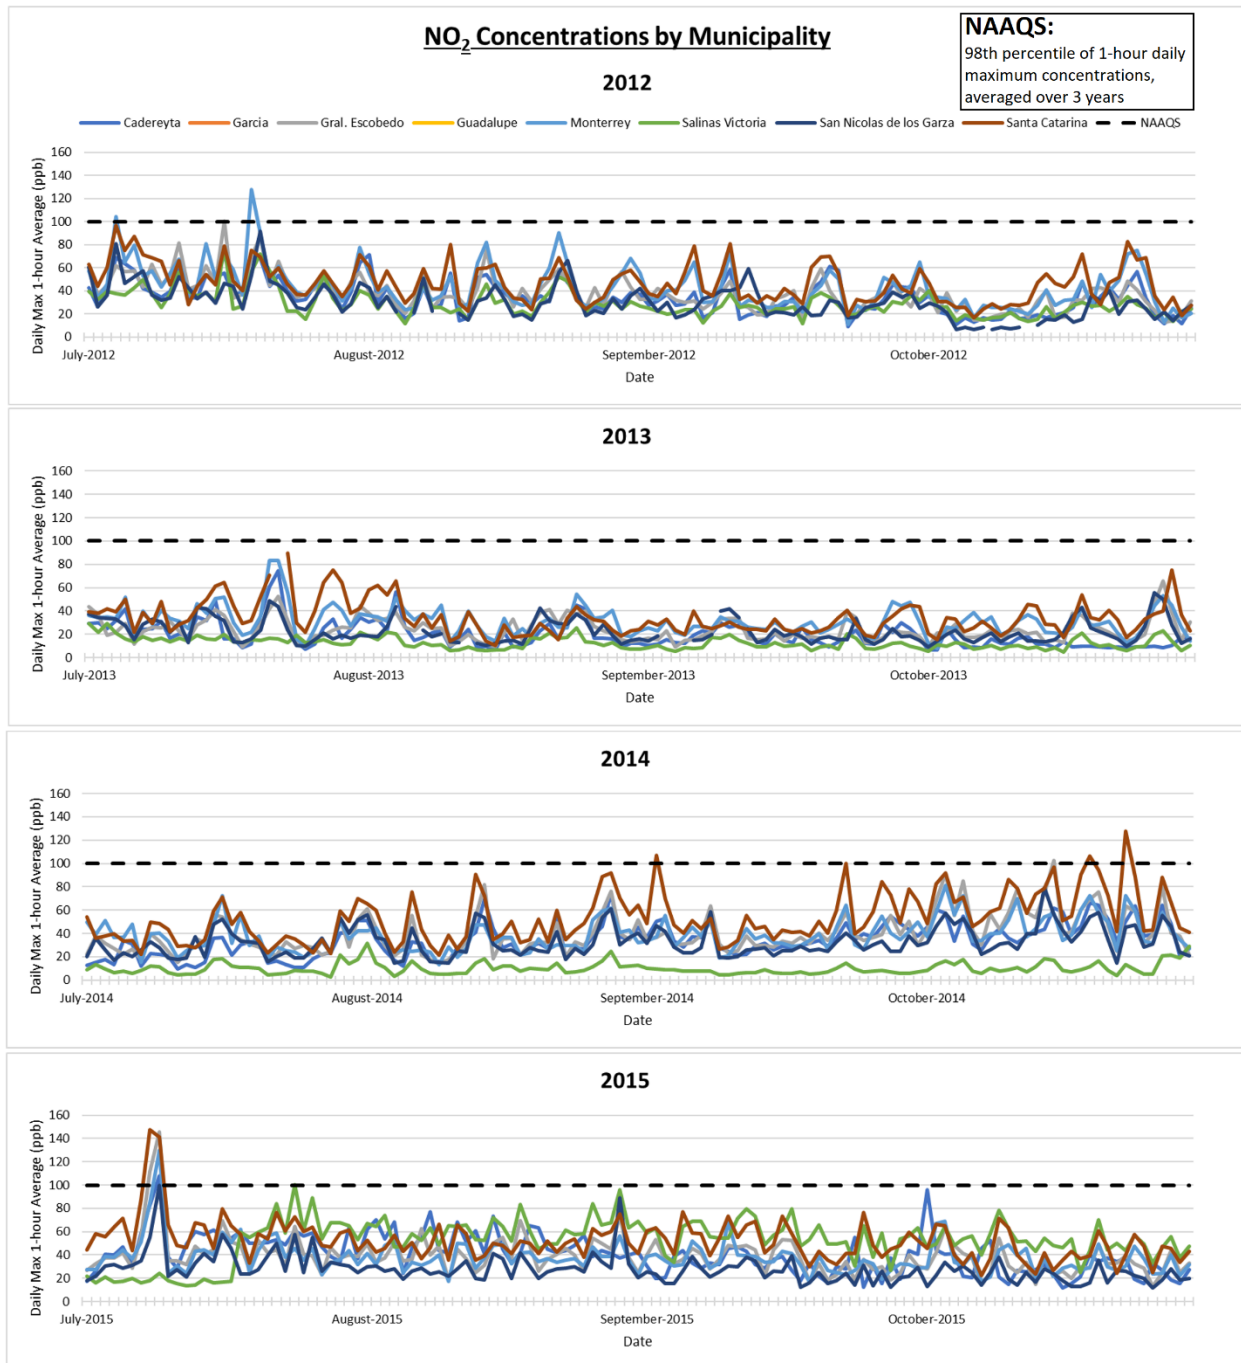 NO2 Concentrations by Municipality
NAAQS:
98th percentile of 1-hour daily
maximum concentrations,
averaged over 3 years
2012
Cadereyta Garcia Gral. Escobedo Guadalupe Monterrey Salinas Victoria San Nicolas de los Garza Santa Catarina NAAQS
Daily Max 1-hour Average (ppb)
160
140
120
100
80
60
40
20
0
July-2012 August-2012 September-2012 October-2012
Date
2013
Daily Max 1-hour Average (ppb)
160
140
120
100
80
60
40
20
0
July-2013 August-2013 September-2013 October-2013
Date
2014
Daily Max 1-hour Average (ppb)
160
140
120
100
80
60
40
20
0
July-2014 August-2014 September-2014 October-2014
Date
2015
Daily Max 1-hour Average (ppb)
160
140
120
100
80
60
40
20
0
July-2015 August-2015 September-2015 October-2015
Date